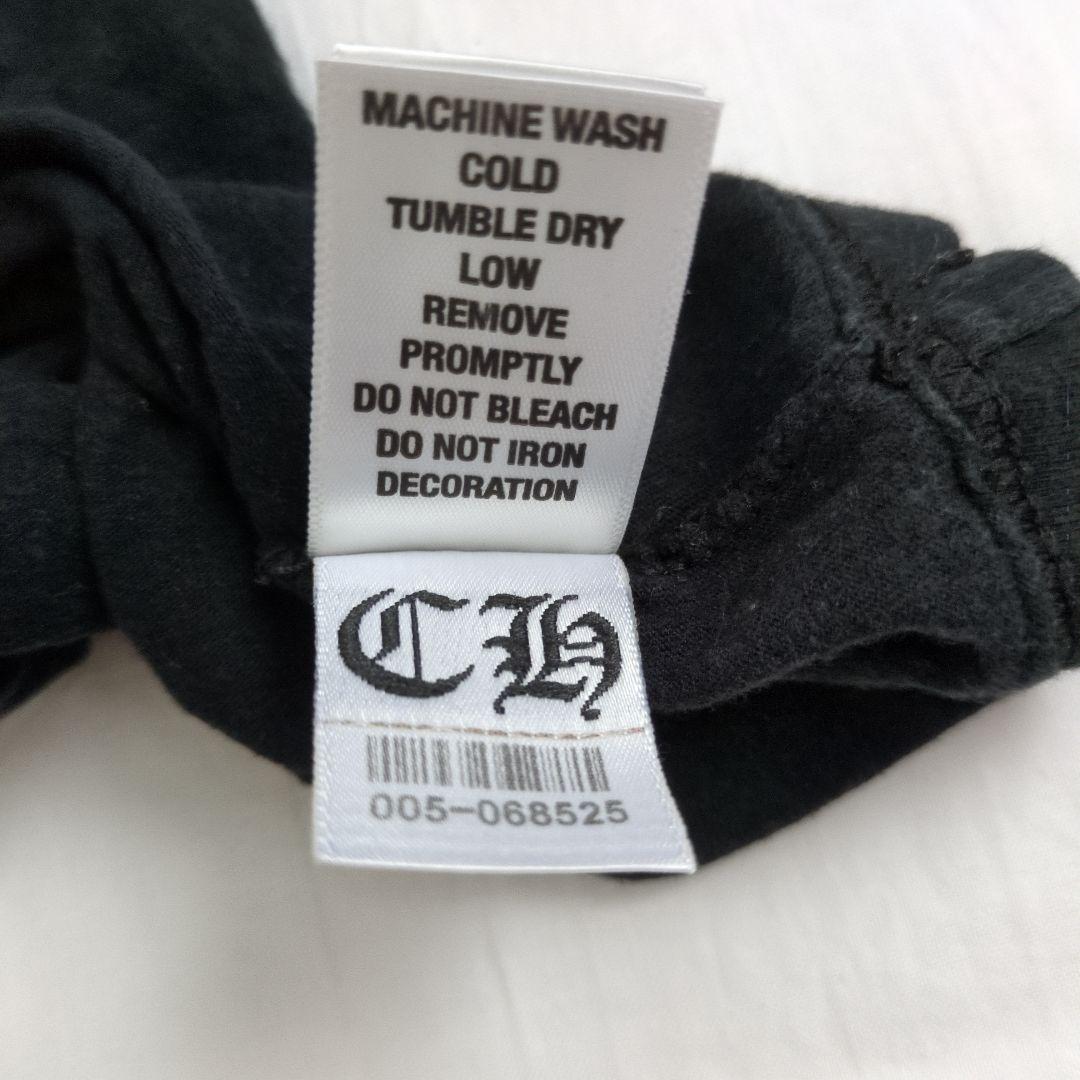 MACHINE WASH
COLD
TUMBLE DRY
LOW
REMOVE
PROMPTLY
DO NOT BLEACH
DO NOT IRON
DECORATION
CH
005-068525